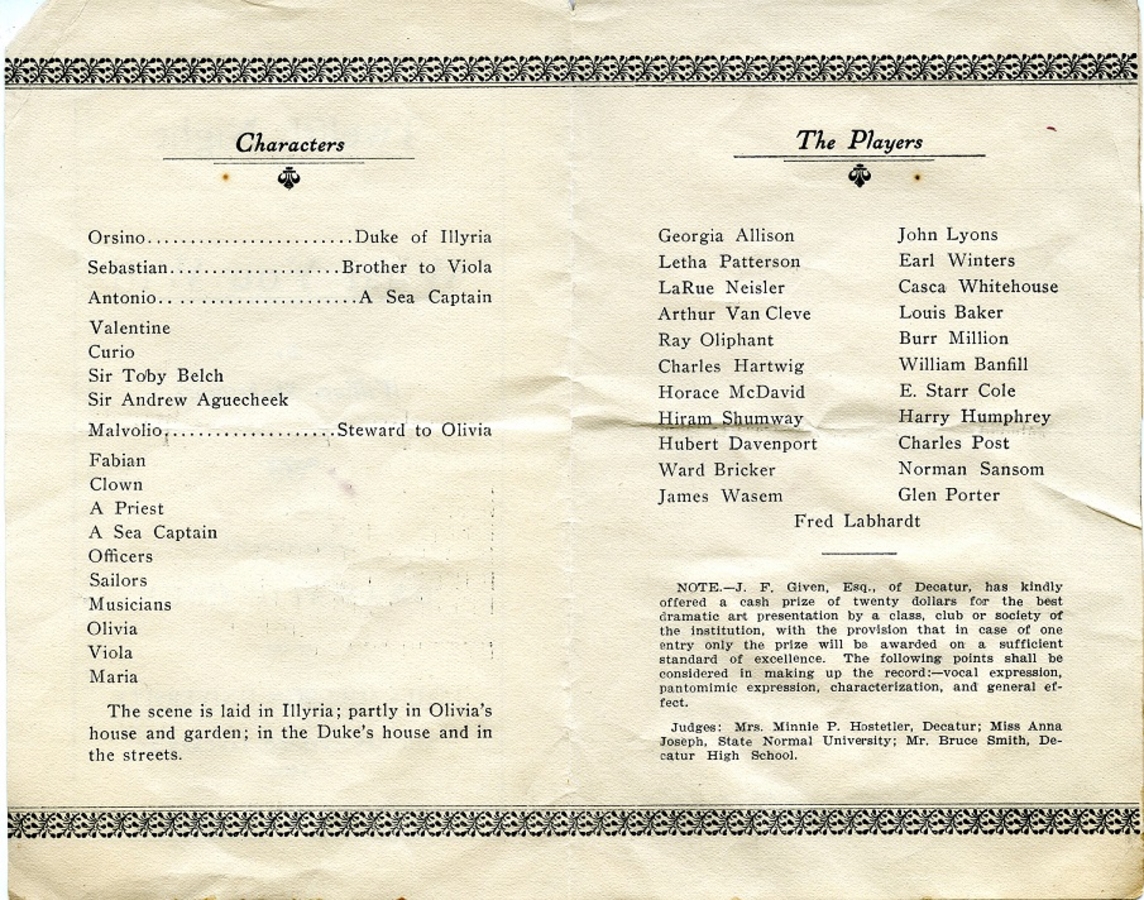 Characters
Orsino........................Duke of Illyria
Sebastian....................Brother to Viola
Antonio.. .. ..................A Sea Captain
Valentine
Curio
Sir Toby Belch
Sir Andrew Aguecheek
Malvolio....................Steward to Olivia
Fabian
Clown
A Priest
A Sea Captain
Officers
Sailors
Musicians
Olivia
Viola
Maria
The scene is laid in Illyria; partly in Olivia's
house and garden; in the Duke's house and in
the streets.
The Players
Georgia Allison
Letha Patterson
LaRue Neisler
Arthur Van Cleve
Ray Oliphant
Charles Hartwig
Horace McDavid
Hiram Shumway
Hubert Davenport
Ward Bricker
James Wasem
John Lyons
Earl Winters
Casca Whitehouse
Louis Baker
Burr Million
William Banfill
E. Starr Cole
Harry Humphrey
Charles Post
Norman Sansom
Glen Porter
Fred Labhardt
NOTE.—J. F. Given, Esq., of Decatur, has kindly
offered a cash prize of twenty dollars for the best
dramatic art presentation by a class, club or society of
the institution, with the provision that in case of one
entry only the prize will be awarded on a sufficient
standard of excellence. The following points shall be
considered in making up the record:—vocal expression,
pantomimic expression, characterization, and general ef-
fect.
Judges: Mrs. Minnie P. Hostetler, Decatur; Miss Anna
Joseph, State Normal University; Mr. Bruce Smith, De-
catur High School.